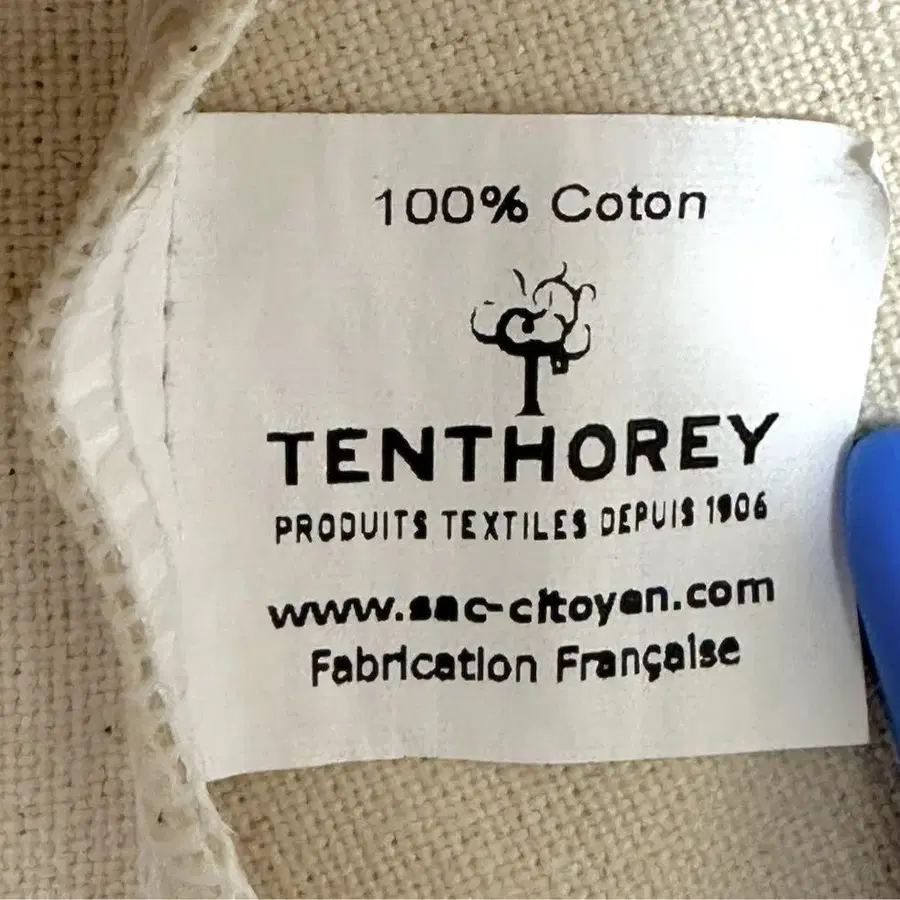 100% Coton
TENTHOREY
PRODUITS TEXTILES DEPUIS 1906
www.sac-citoyen.com
Fabrication Française